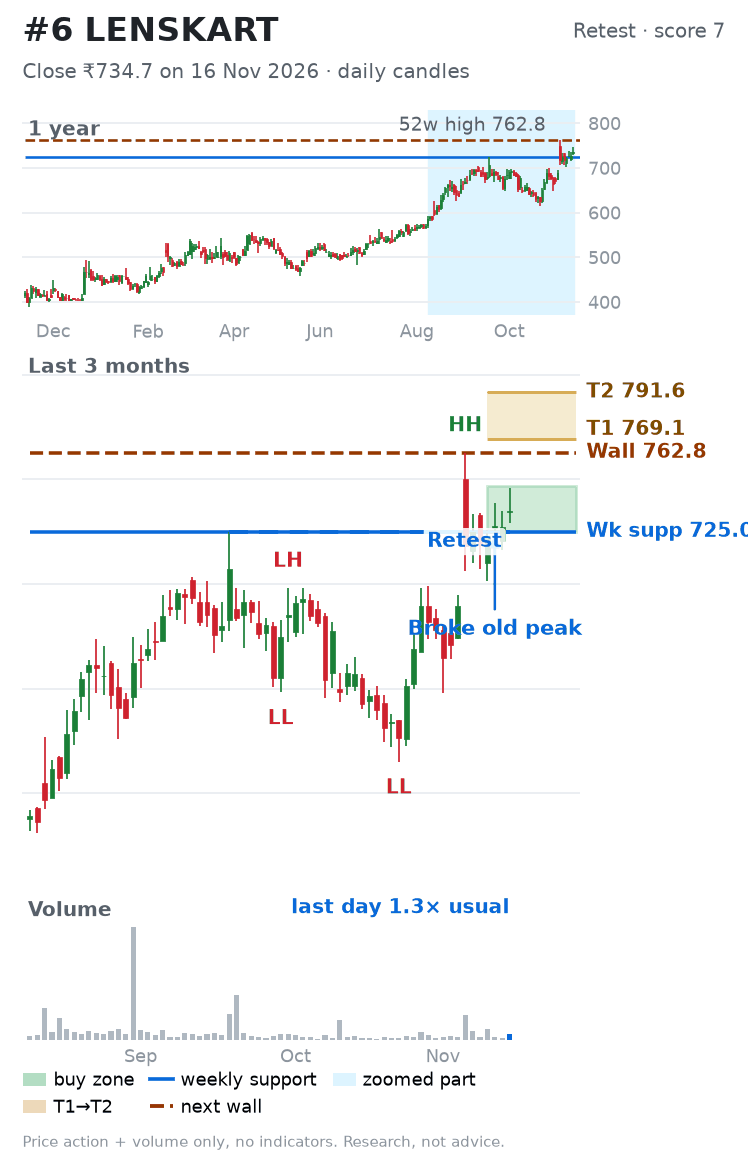 #6 LENSKART
Retest · score 7
Close ₹734.7 on 16 Nov 2026 · daily candles
1 year
52w high 762.8
800
700
600
500
400
Dec Feb Apr Jun Aug Oct
Last 3 months
T2 791.6
HH
T1 769.1
Wall 762.8
Wk supp 725.0
Retest
LH
Broke old peak
LL
LL
Volume
last day 1.3× usual
Sep Oct Nov
buy zone weekly support zoomed part
T1→T2 next wall
Price action + volume only, no indicators. Research, not advice.